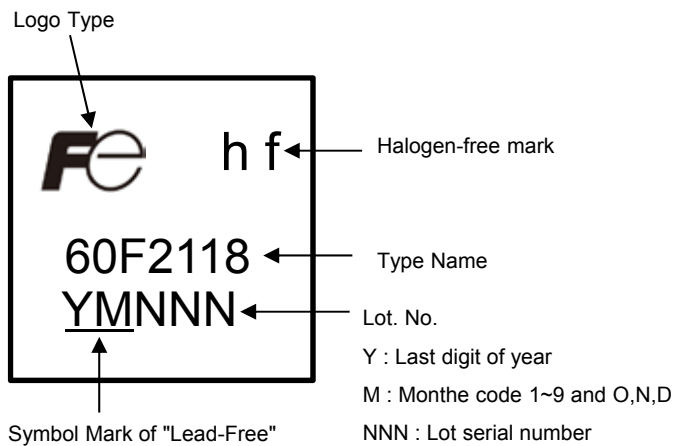 Logo Type
Fe
h f
Halogen-free mark
60F2118
Type Name
YMNNN
Lot. No.
Y : Last digit of year
M : Monthe code 1~9 and O,N,D
Symbol Mark of "Lead-Free"
NNN : Lot serial number